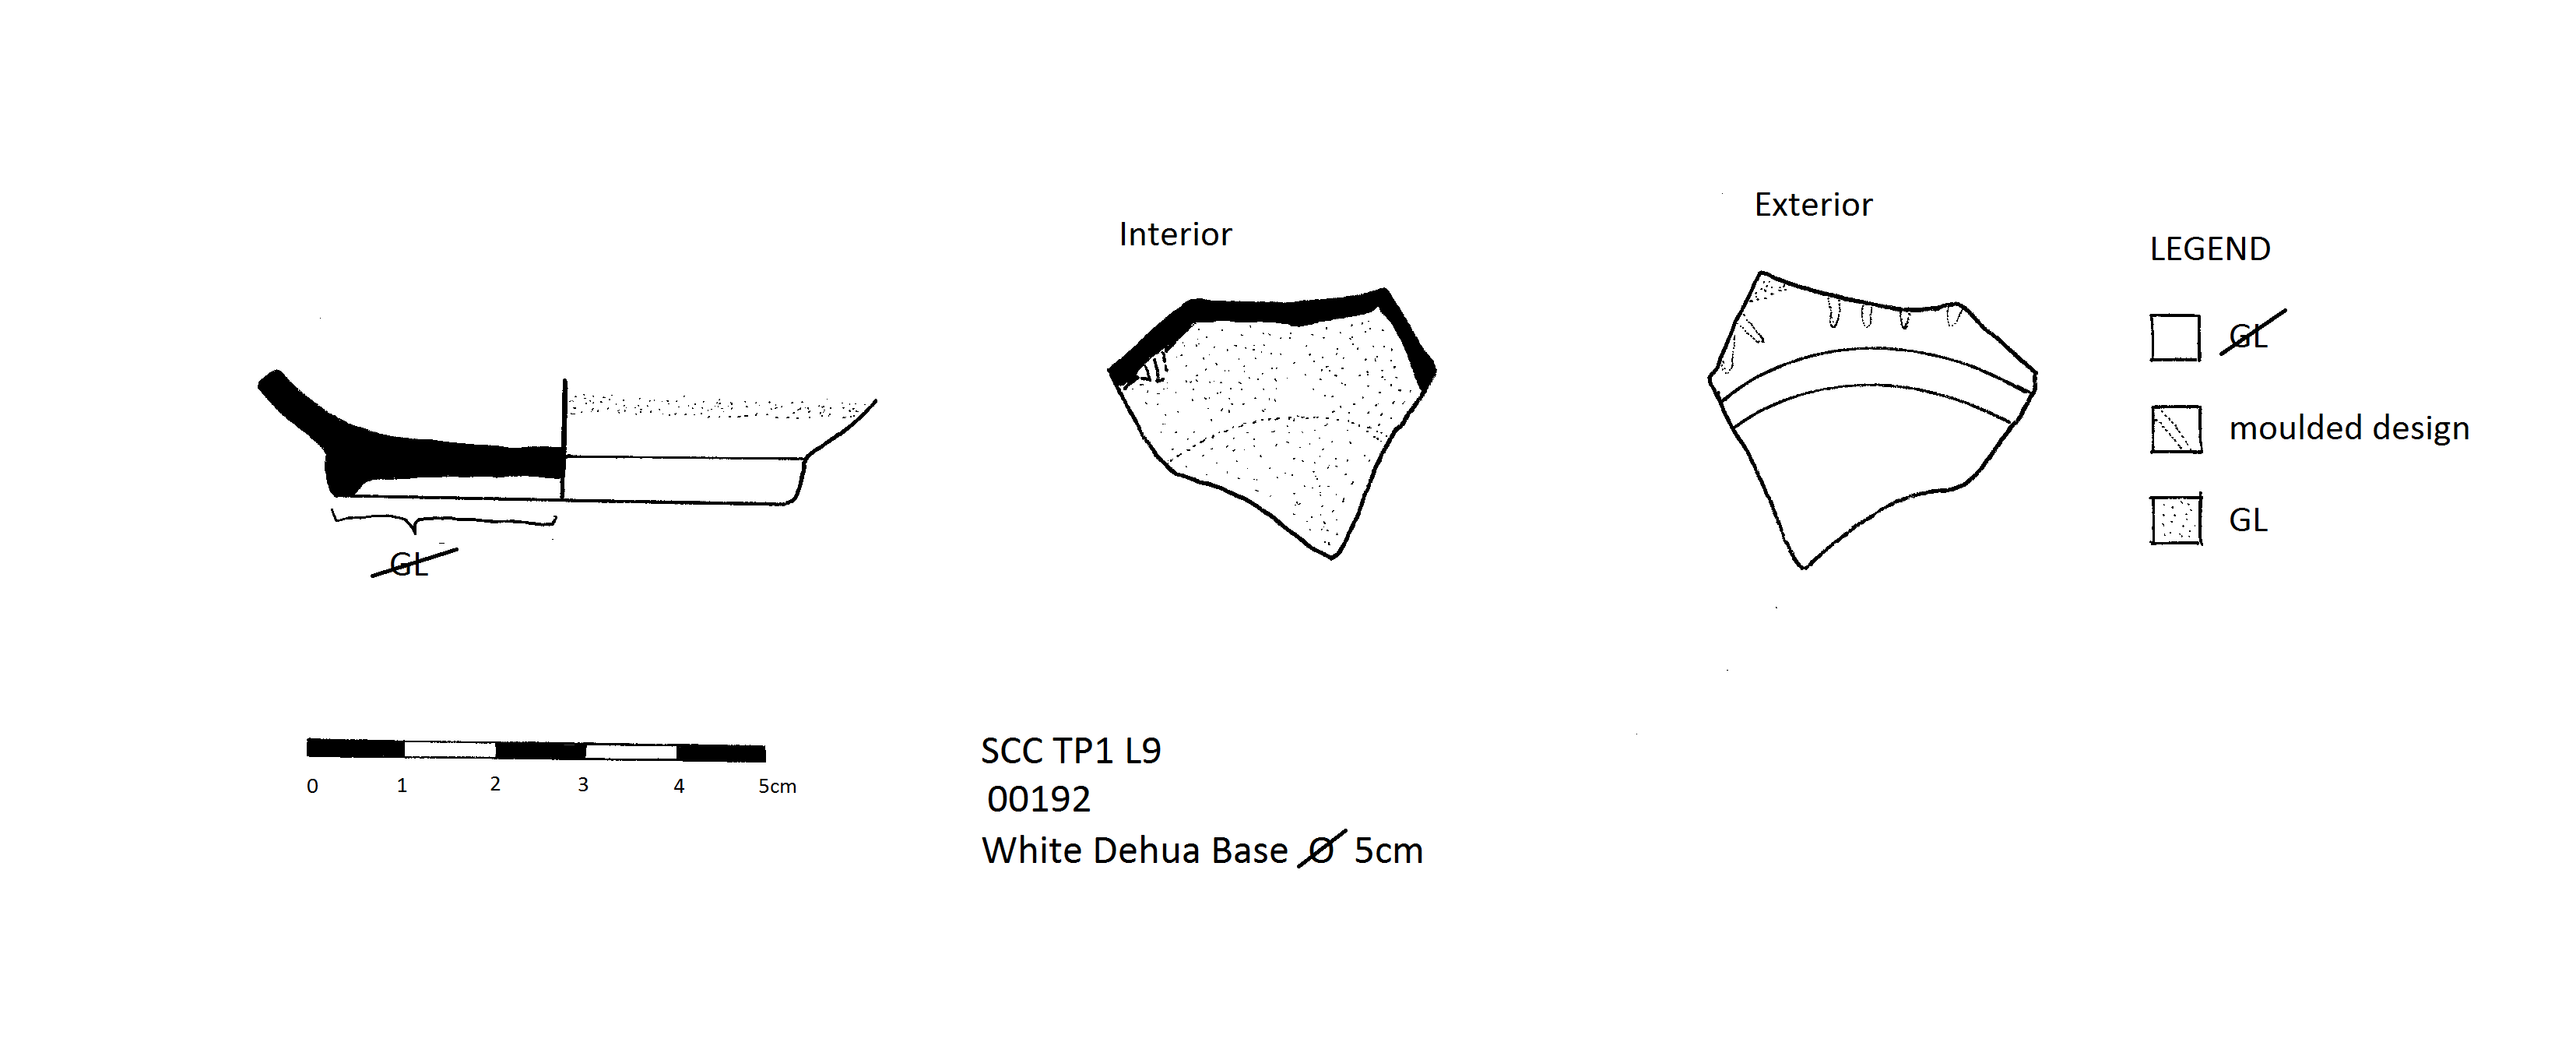 Interior
Exterior
LEGEND
GL
moulded design
GL
GL
0 1 2 3 4 5cm
SCC TP1 L9
00192
White Dehua Base Ø 5cm